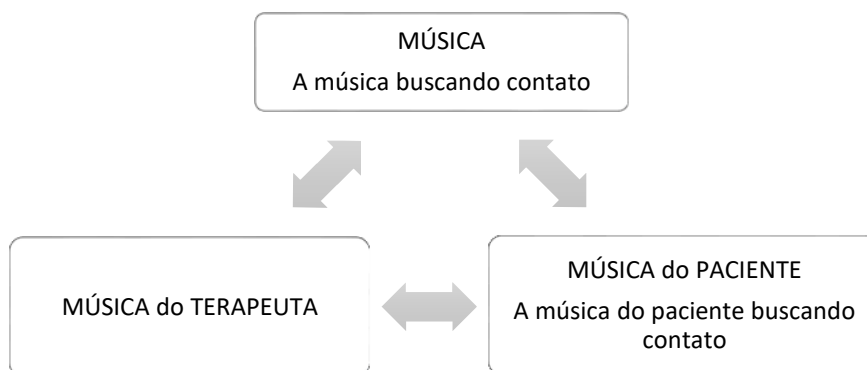 MÚSICA
A música buscando contato
MÚSICA do TERAPEUTA
MÚSICA do PACIENTE
A música do paciente buscando
contato